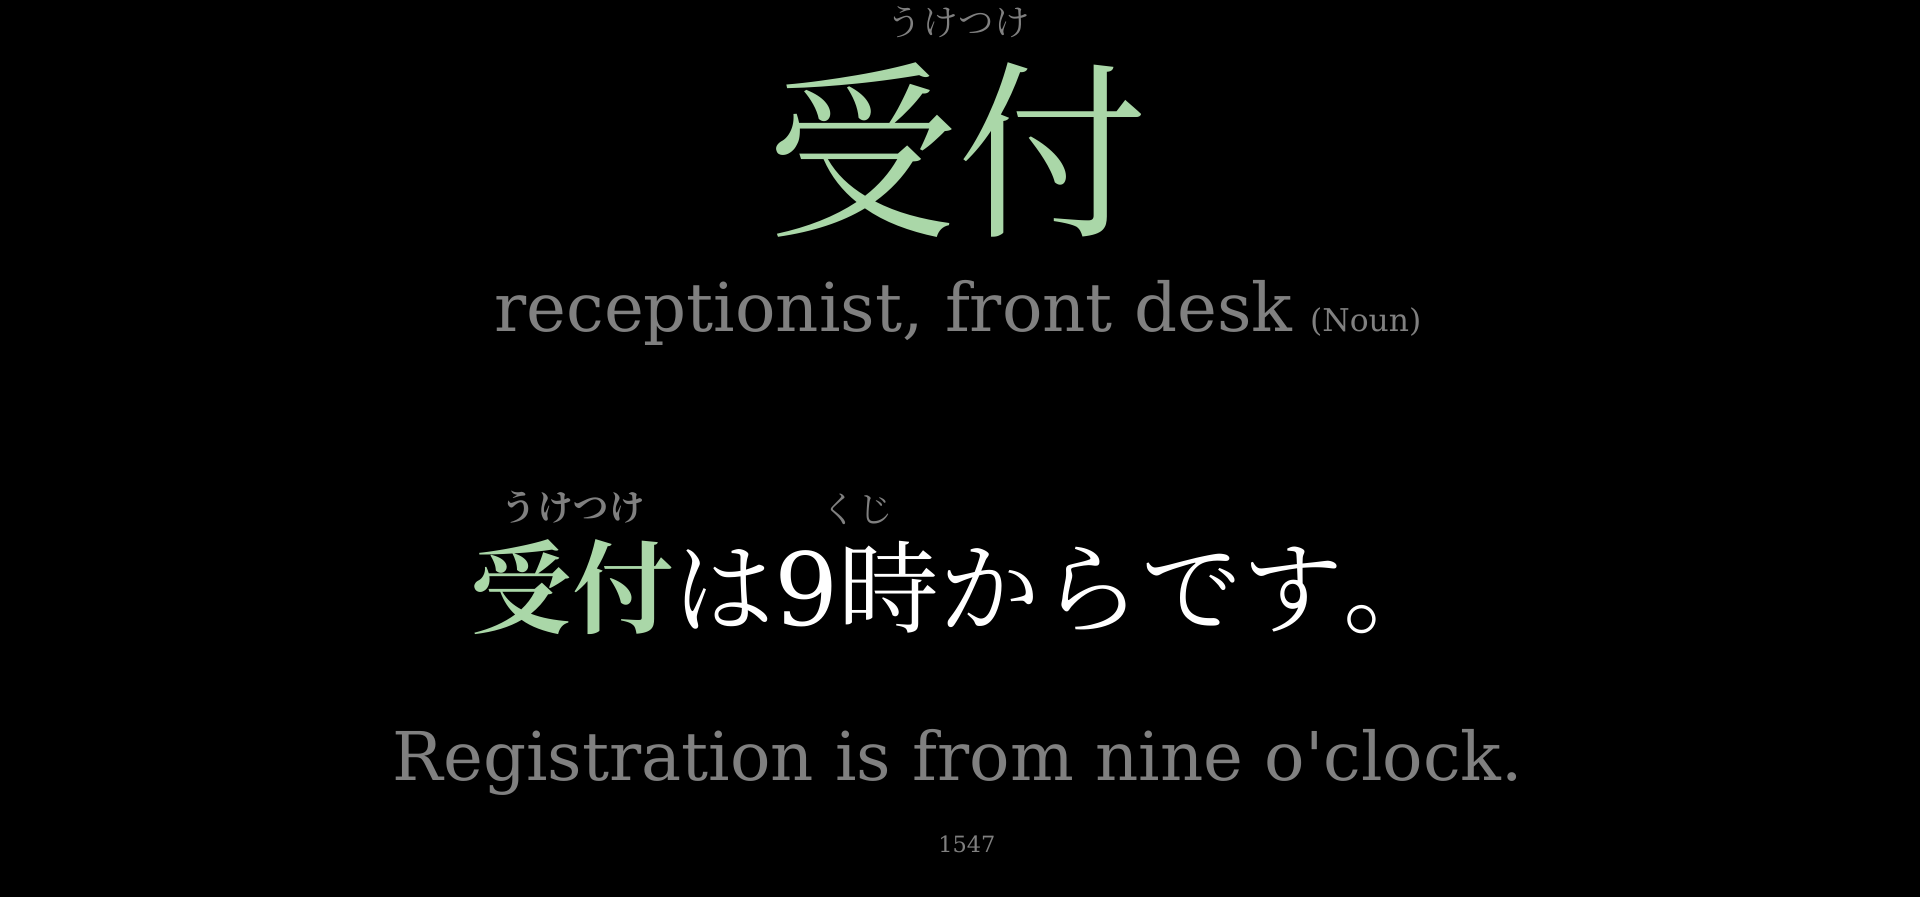 うけつけ
受付
receptionist, front desk (Noun)
うけつけ くじ
受付は9時からです。
Registration is from nine o'clock.
1547